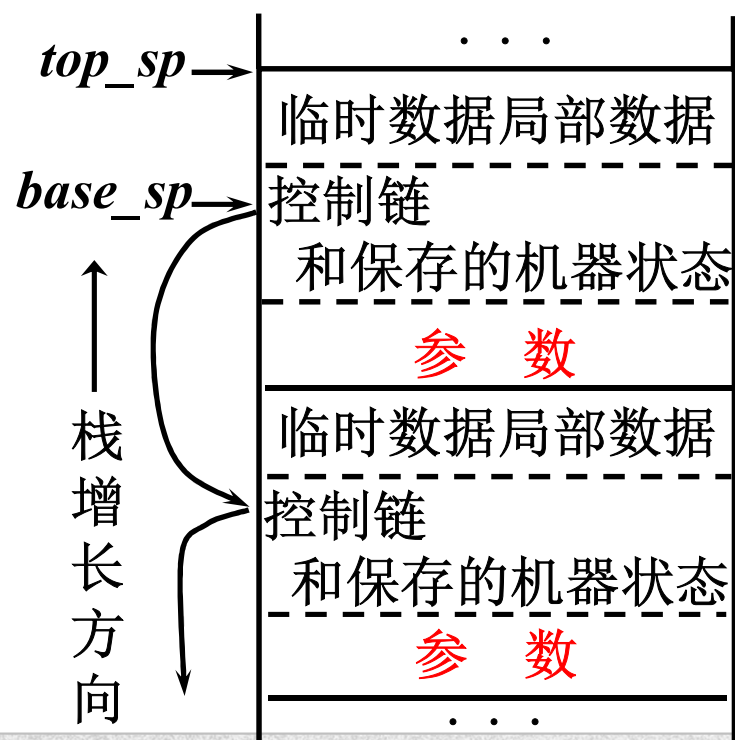 . . .
top_sp
临时数据局部数据
base_sp
控制链
和保存的机器状态
参 数
临时数据局部数据
控制链
和保存的机器状态
参 数
. . .
栈增长方向